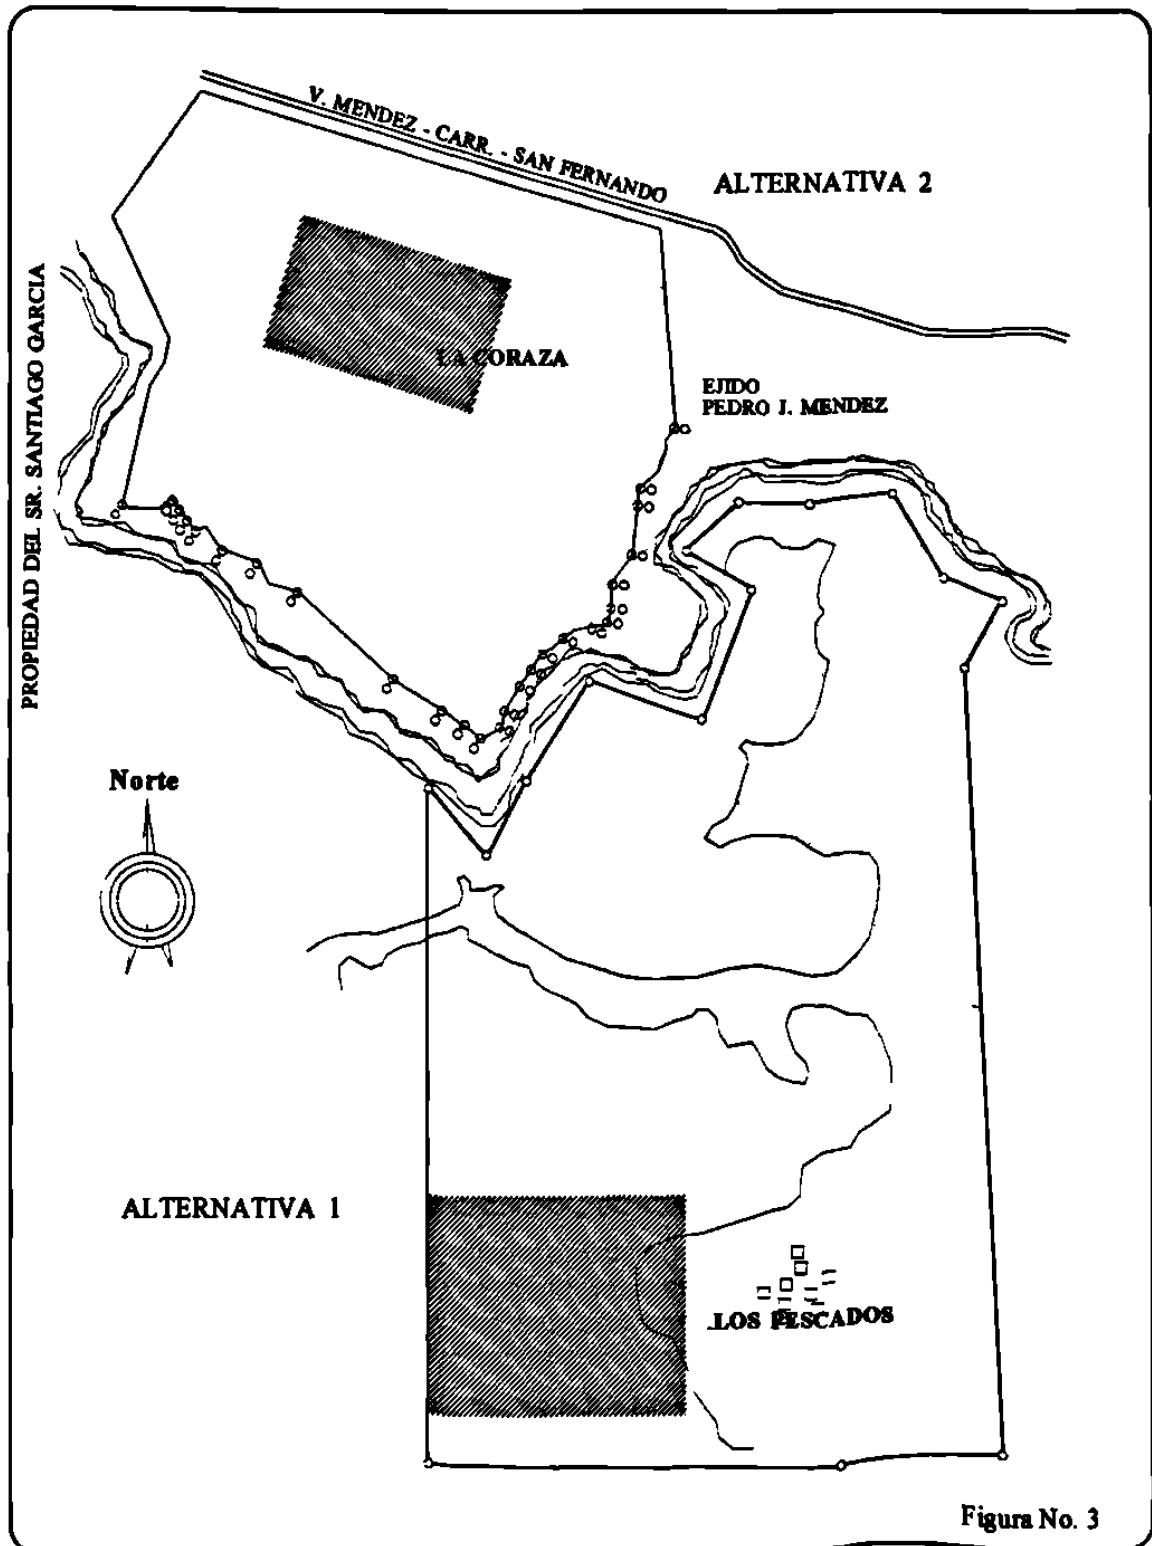 V. MENDEZ - CARR. - SAN FERNANDO
ALTERNATIVA 2
PROPIEDAD DEL SR. SANTIAGO GARCIA
LA CORAZA
EJIDO
PEDRO J. MENDEZ
Norte
ALTERNATIVA 1
LOS PESCADOS
Figura No. 3